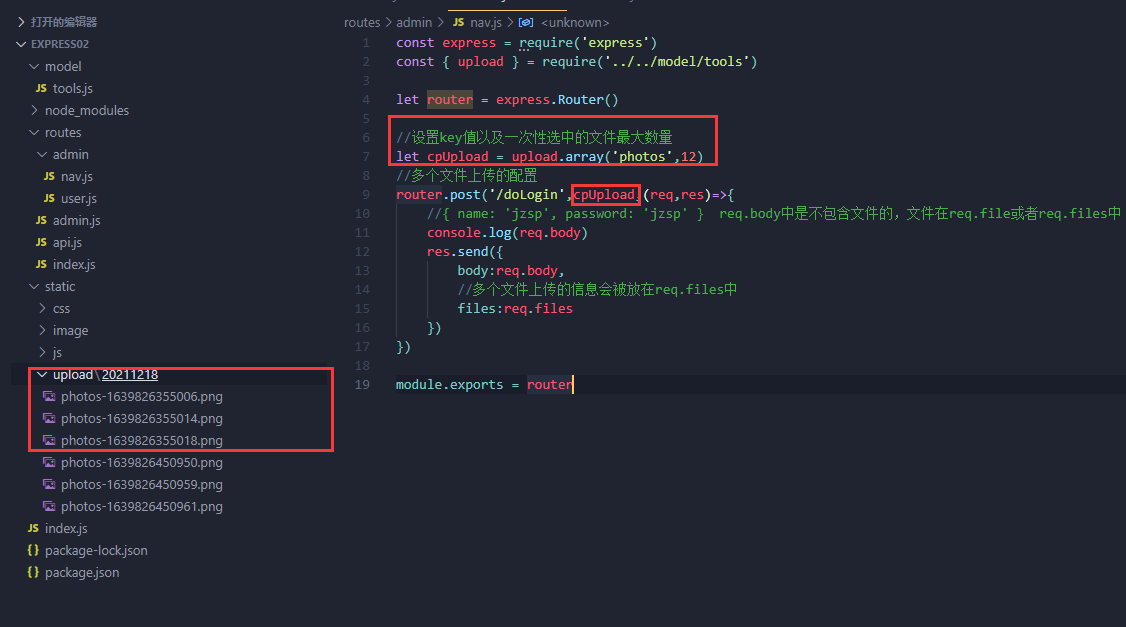 打开的编辑器
EXPRESS02
model
JS tools.js
node_modules
routes
admin
JS nav.js
JS user.js
JS admin.js
JS api.js
JS index.js
static
css
image
js
upload\20211218
photos-1639826355006.png
photos-1639826355014.png
photos-1639826355018.png
photos-1639826450950.png
photos-1639826450959.png
photos-1639826450961.png
JS index.js
{} package-lock.json
{} package.json
routes > admin > JS nav.js > <unknown>
1 const express = require('express')
2 const { upload } = require('../../model/tools')
3
4 let router = express.Router()
5
6 //设置key值以及一次性选中的文件最大数量
7 let cpUpload = upload.array('photos',12)
8 //多个文件上传的配置
9 router.post('/doLogin',cpUpload,(req,res)=>{
10 //{ name: 'jzsp', password: 'jzsp' } req.body中是不包含文件的，文件在req.file或者req.files中
11 console.log(req.body)
12 res.send({
13 body:req.body,
14 //多个文件上传的信息会被放在req.files中
15 files:req.files
16 })
17 })
18
19 module.exports = router